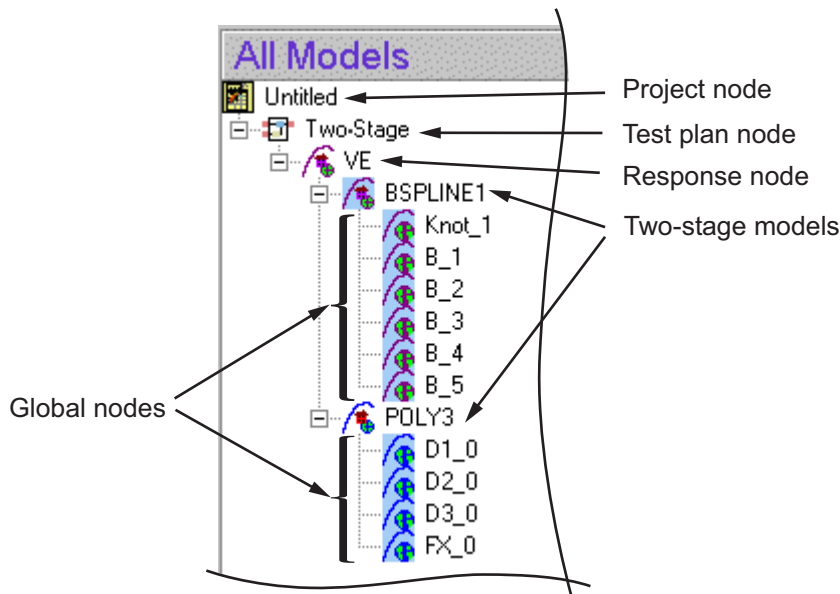 All Models
Untitled
Project node
Two-Stage
Test plan node
VE
Response node
BSPLINE1
Two-stage models
Knot_1
B_1
B_2
B_3
B_4
B_5
Global nodes
POLY3
D1_0
D2_0
D3_0
FX_0